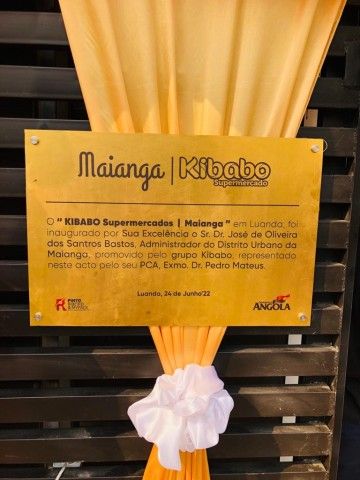 Maianga | Kibabo
Supermercado
O " KIBABO Supermercados | Maianga " em Luanda, foi
inaugurado por Sua Excelência o Sr. Dr. José de Oliveira
dos Santros Bastos, Administrador do Distrito Urbano da
Maianga, promovido pelo grupo Kibabo, representado
neste acto pelo seu PCA, Exmo. Dr. Pedro Mateus.
Luanda, 24 de Junho'22
ANGOLA